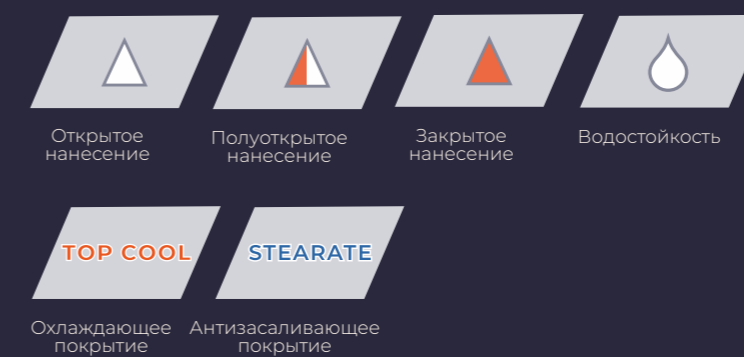 Открытое
нанесение
Полуоткрытое
нанесение
Закрытое
нанесение
Водостойкость
TOP COOL
STEARATE
Охлаждающее
покрытие
Антизасаливающее
покрытие